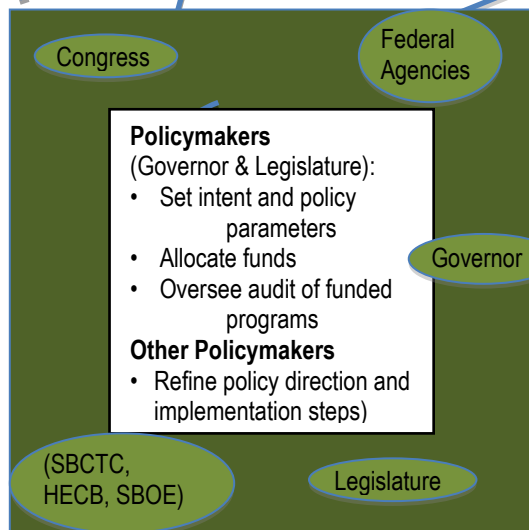 Congress
Federal
Agencies
Policymakers
(Governor & Legislature):
• Set intent and policy
parameters
• Allocate funds
• Oversee audit of funded
programs
Other Policymakers
• Refine policy direction and
implementation steps)
Governor
(SBCTC,
HECB, SBOE)
Legislature